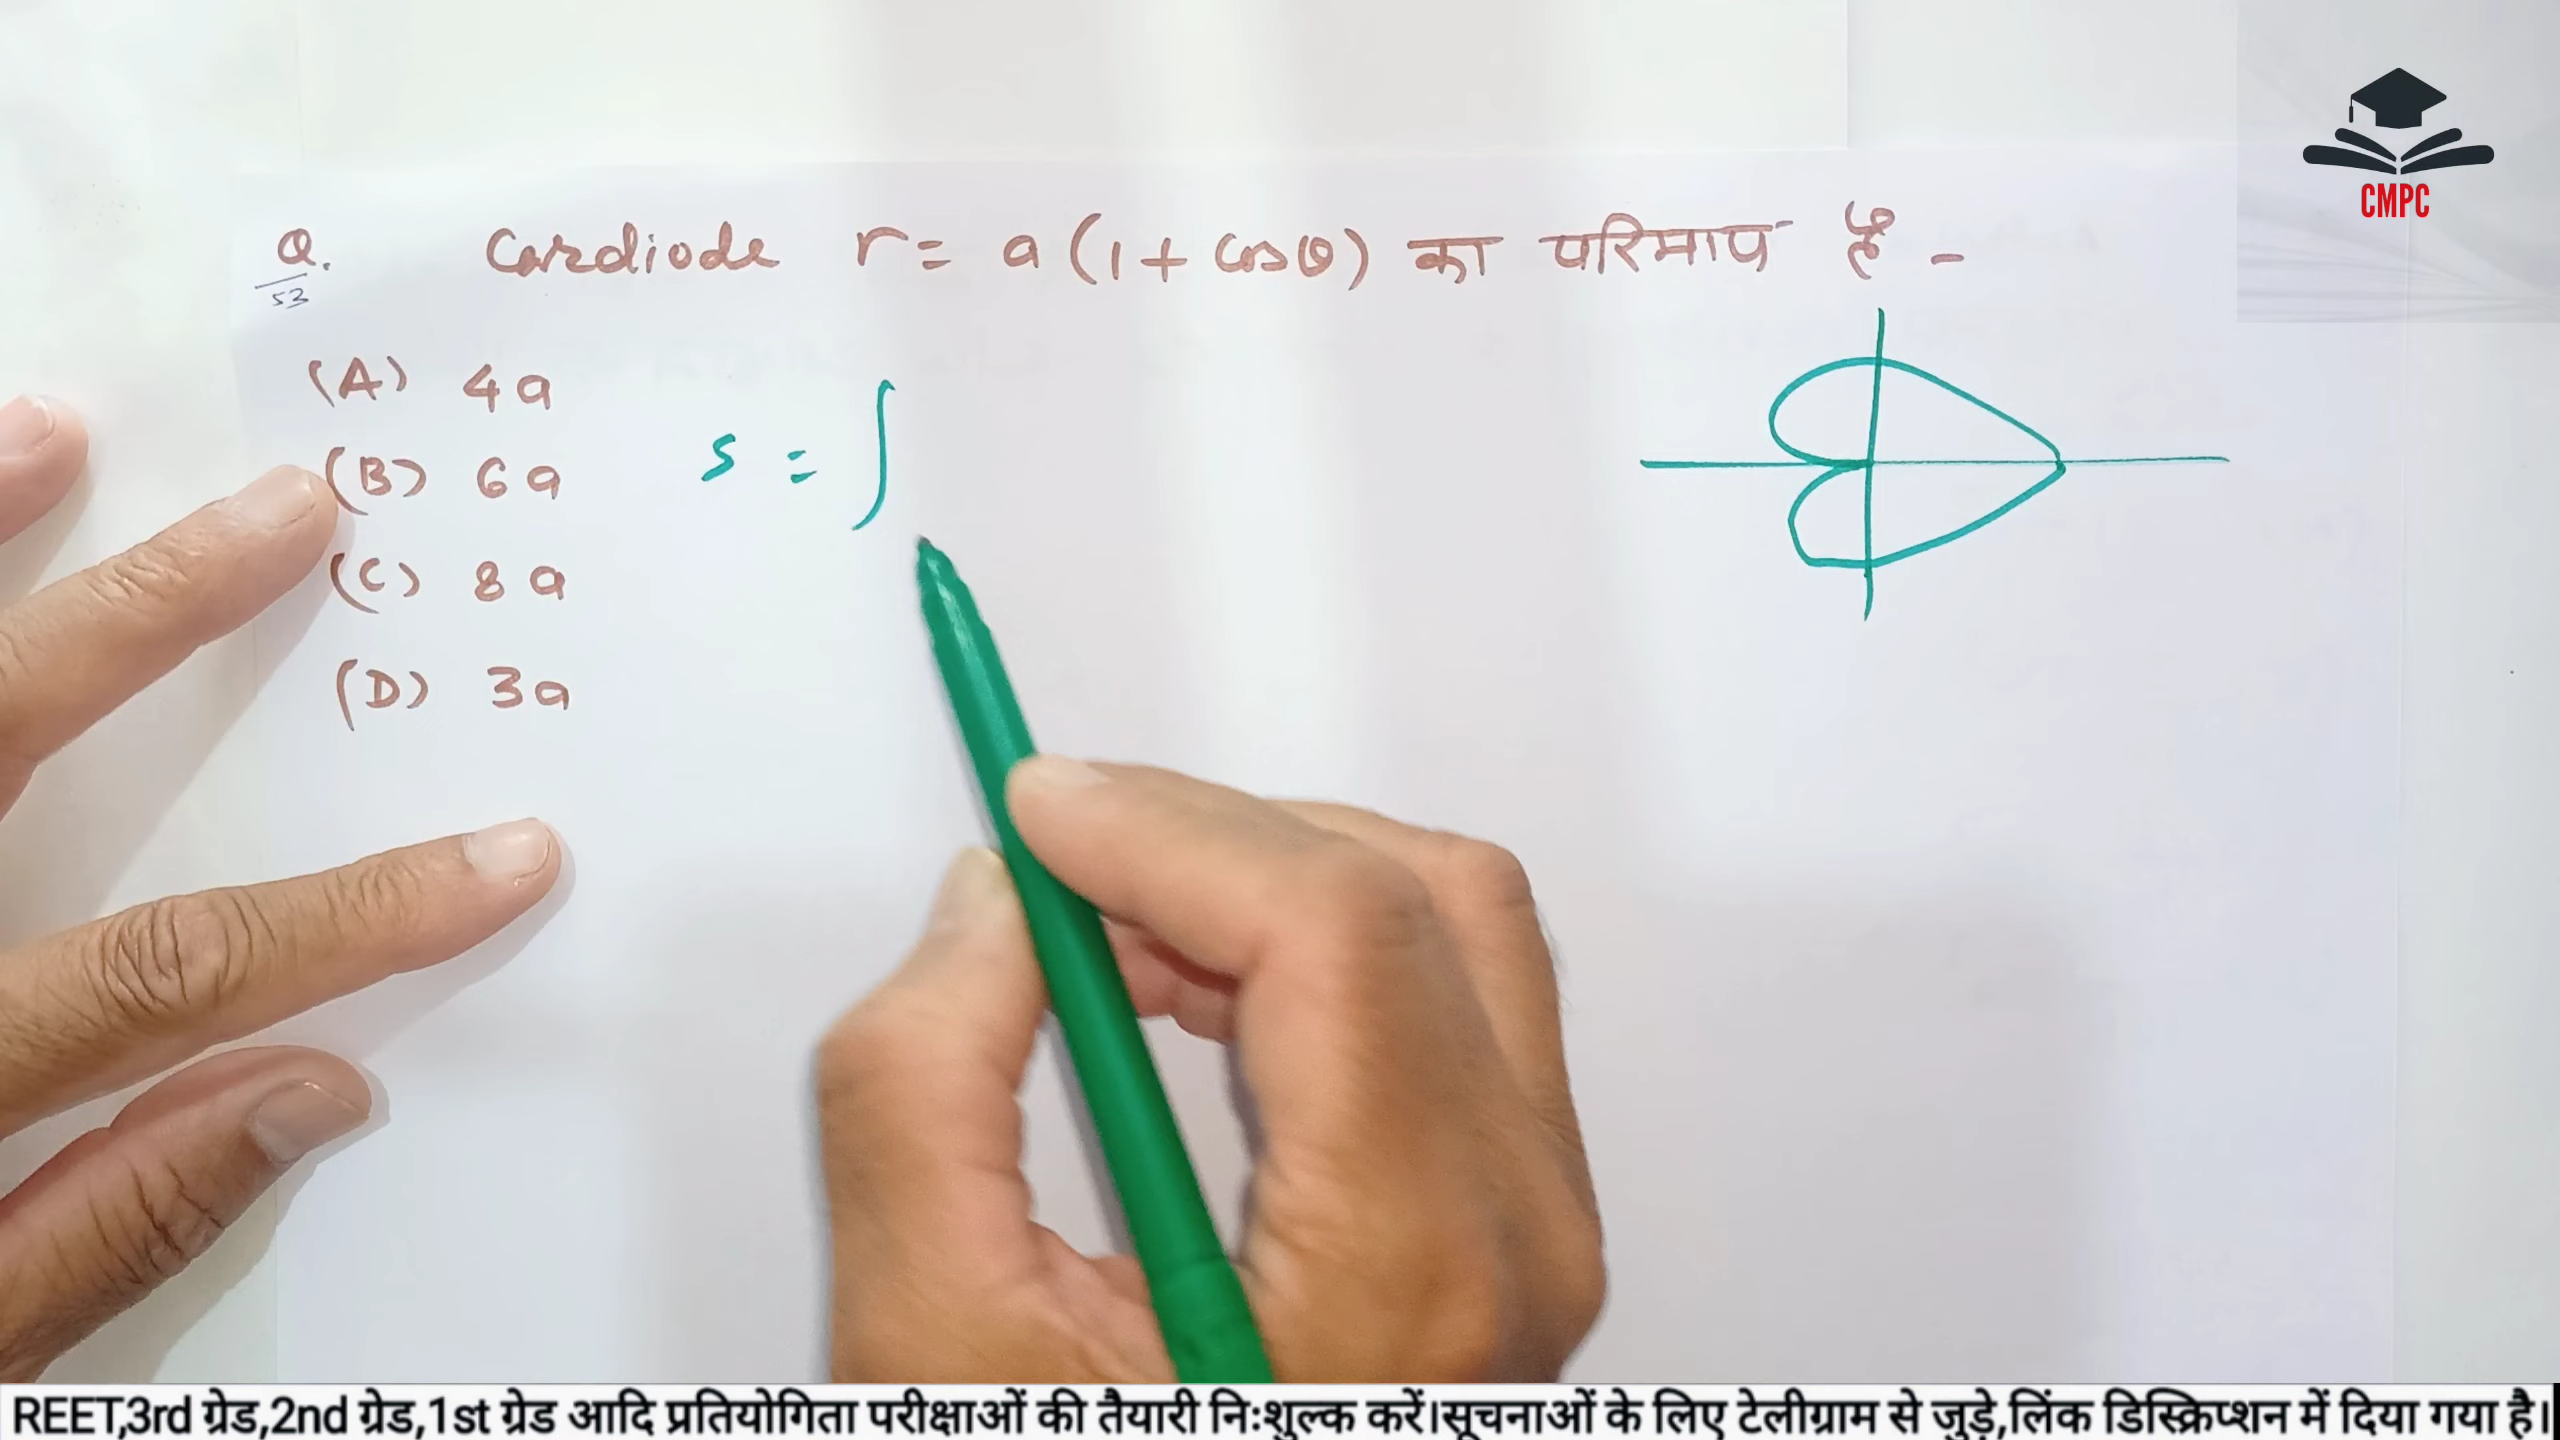 CMPC
Q. 53 Cardiode r = a (1 + cosθ) का परिमाप है -
(A) 4a
(B) 6a
(C) 8a
(D) 3a
s = ∫
REET,3rd ग्रेड,2nd ग्रेड,1st ग्रेड आदि प्रतियोगिता परीक्षाओं की तैयारी निःशुल्क करें।सूचनाओं के लिए टेलीग्राम से जुड़े,लिंक डिस्क्रिप्शन में दिया गया है।